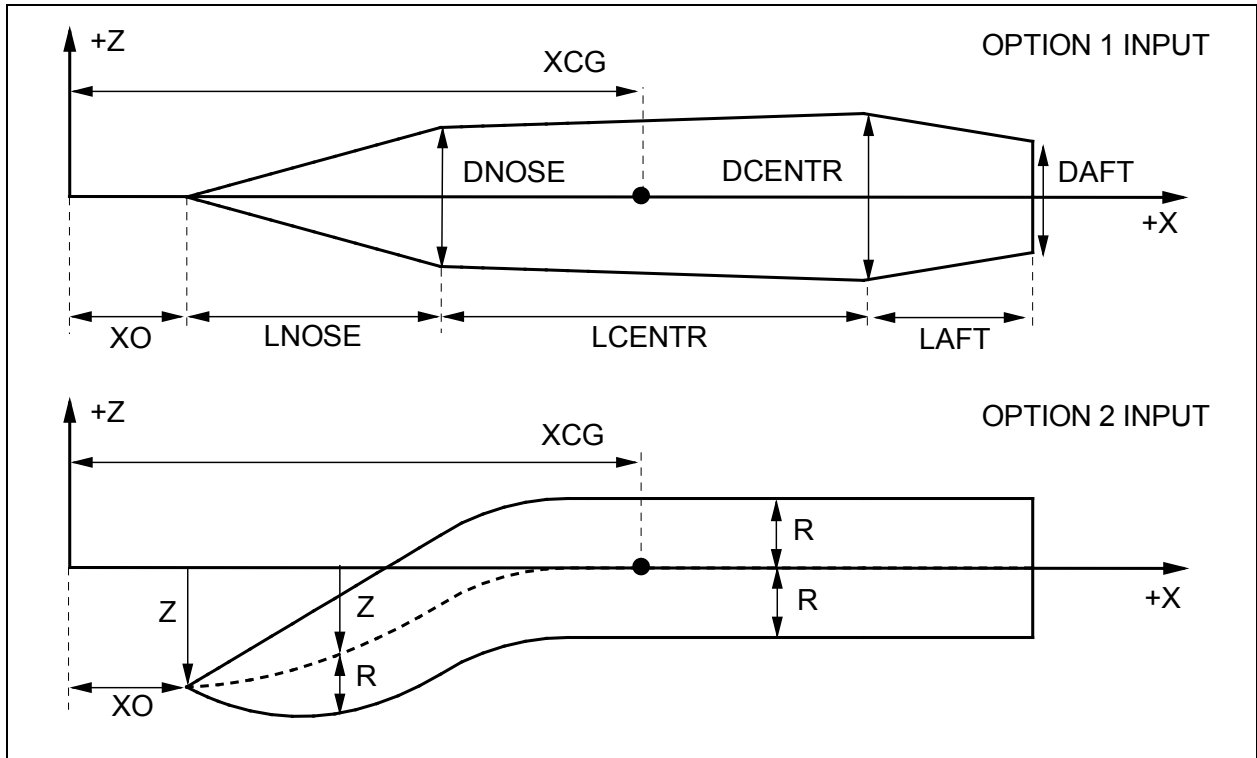 +Z
OPTION 1 INPUT
XCG
DNOSE
DCENTR
DAFT
+X
XO
LNOSE
LCENTR
LAFT
+Z
OPTION 2 INPUT
XCG
R
Z
Z
R
+X
R
XO